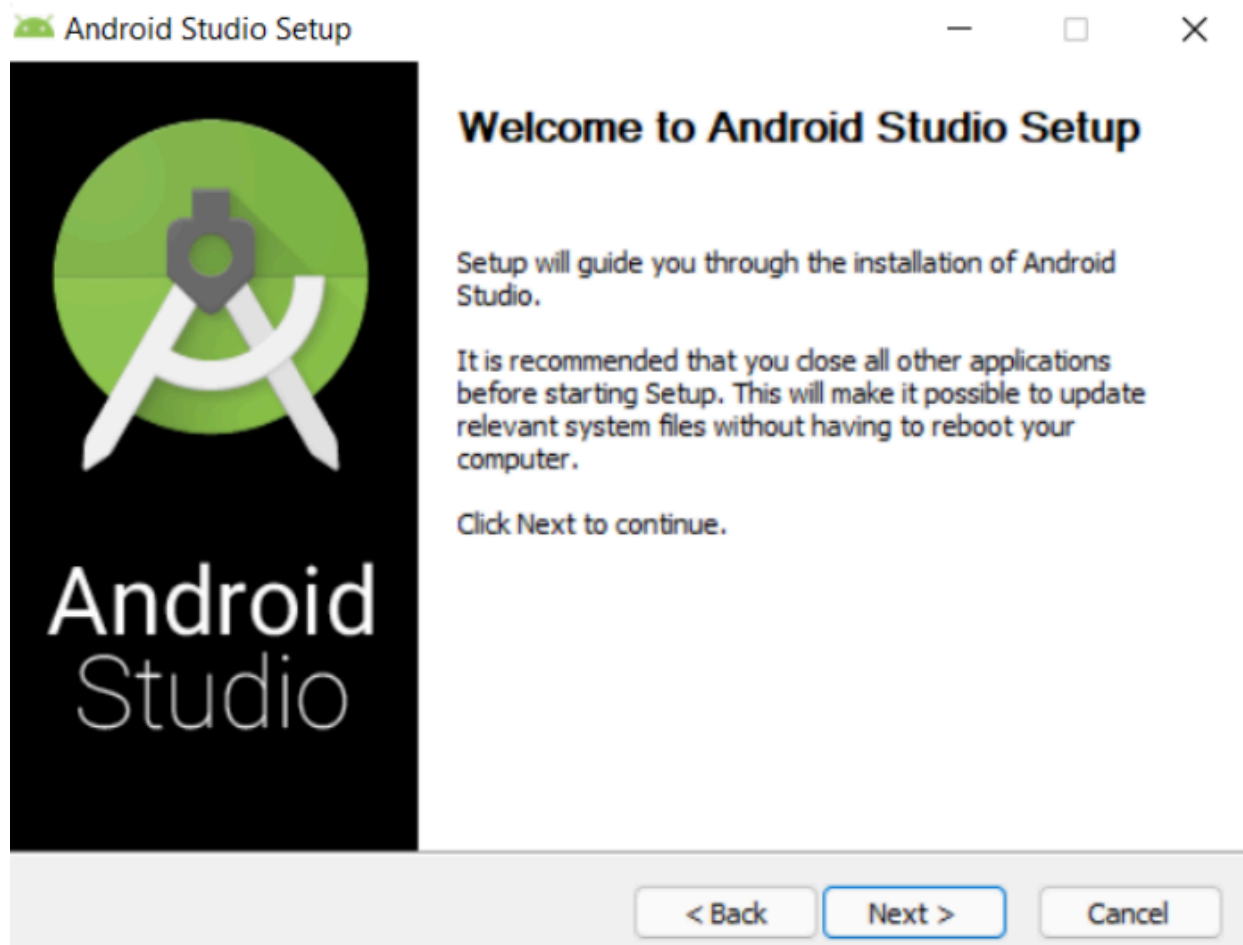 Android Studio Setup
Welcome to Android Studio Setup
Setup will guide you through the installation of Android
Studio.
It is recommended that you close all other applications
before starting Setup. This will make it possible to update
relevant system files without having to reboot your
computer.
Click Next to continue.
Android
Studio
< Back
Next >
Cancel